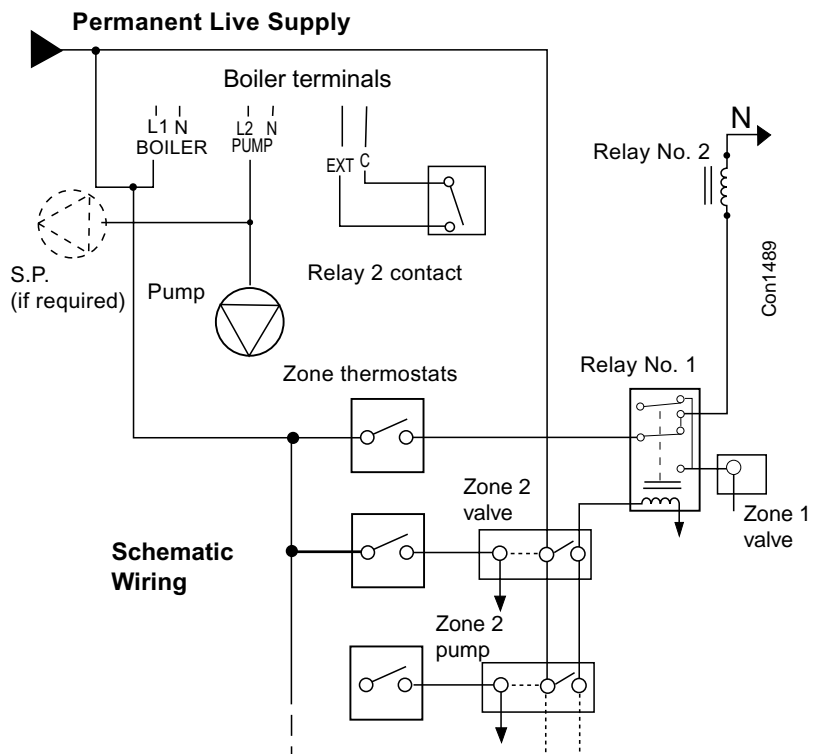 Permanent Live Supply
Boiler terminals
L1 N
BOILER
L2 N
PUMP
EXT C
N
Relay No. 2
S.P.
(if required)
Pump
Relay 2 contact
Con1489
Zone thermostats
Relay No. 1
Zone 2
valve
Zone 1
valve
Schematic
Wiring
Zone 2
pump